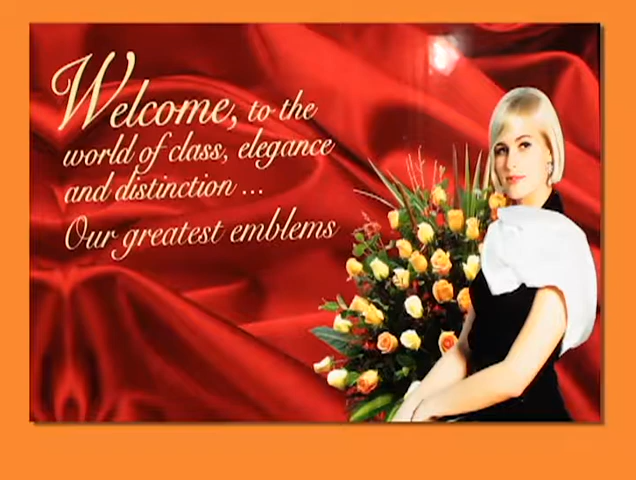 Welcome, to the
world of class, elegance
and distinction ...
Our greatest emblems